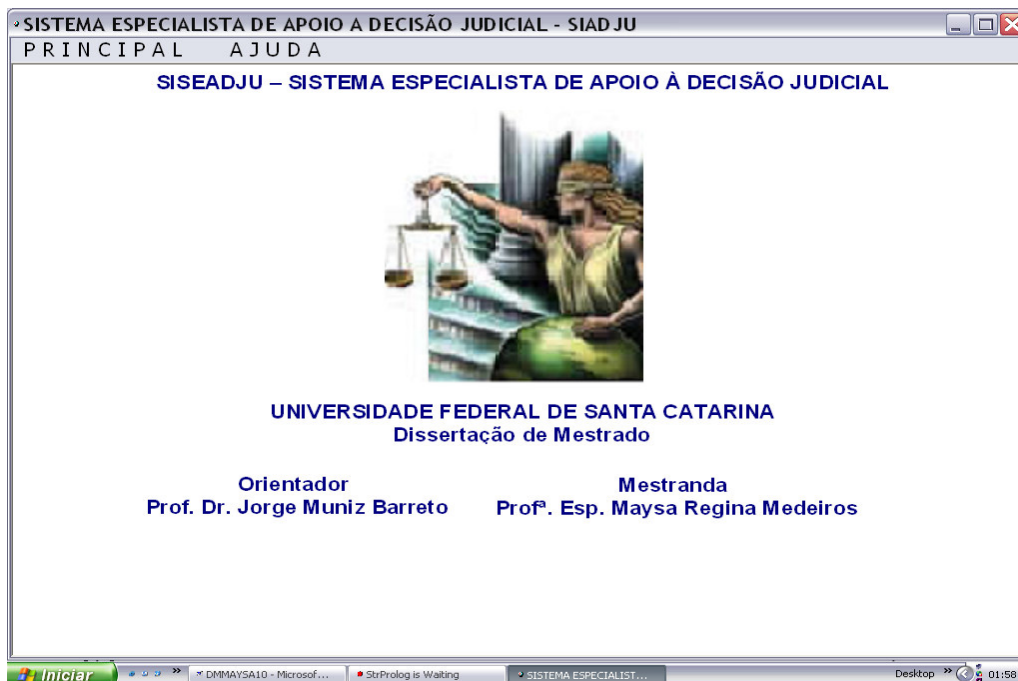 SISTEMA ESPECIALISTA DE APOIO A DECISÃO JUDICIAL - SIADJU
PRINCIPAL AJUDA
SISEADJU – SISTEMA ESPECIALISTA DE APOIO À DECISÃO JUDICIAL
UNIVERSIDADE FEDERAL DE SANTA CATARINA
Dissertação de Mestrado
Orientador
Prof. Dr. Jorge Muniz Barreto
Mestranda
Profª. Esp. Maysa Regina Medeiros
Iniciar » DMMAYSA10 - Microsof... StrProlog is Waiting SISTEMA ESPECIALIST... Desktop » 01:58